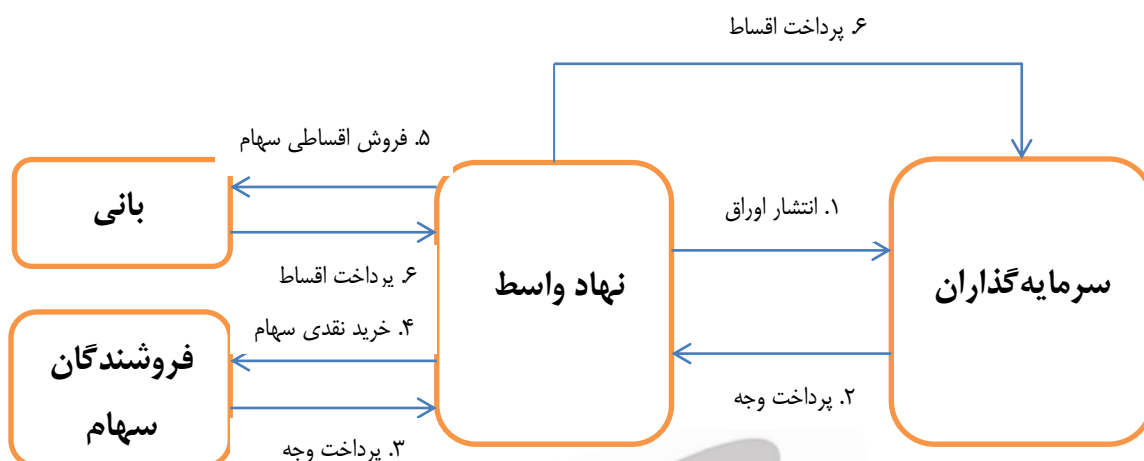 ۶. پرداخت اقساط
۵. فروش اقساطی سهام
بانی
۱. انتشار اوراق
سرمایه‌گذاران
نهاد واسط
۶. پرداخت اقساط
۴. خرید نقدی سهام
فروشندگان
سهام
۲. پرداخت وجه
۳. پرداخت وجه